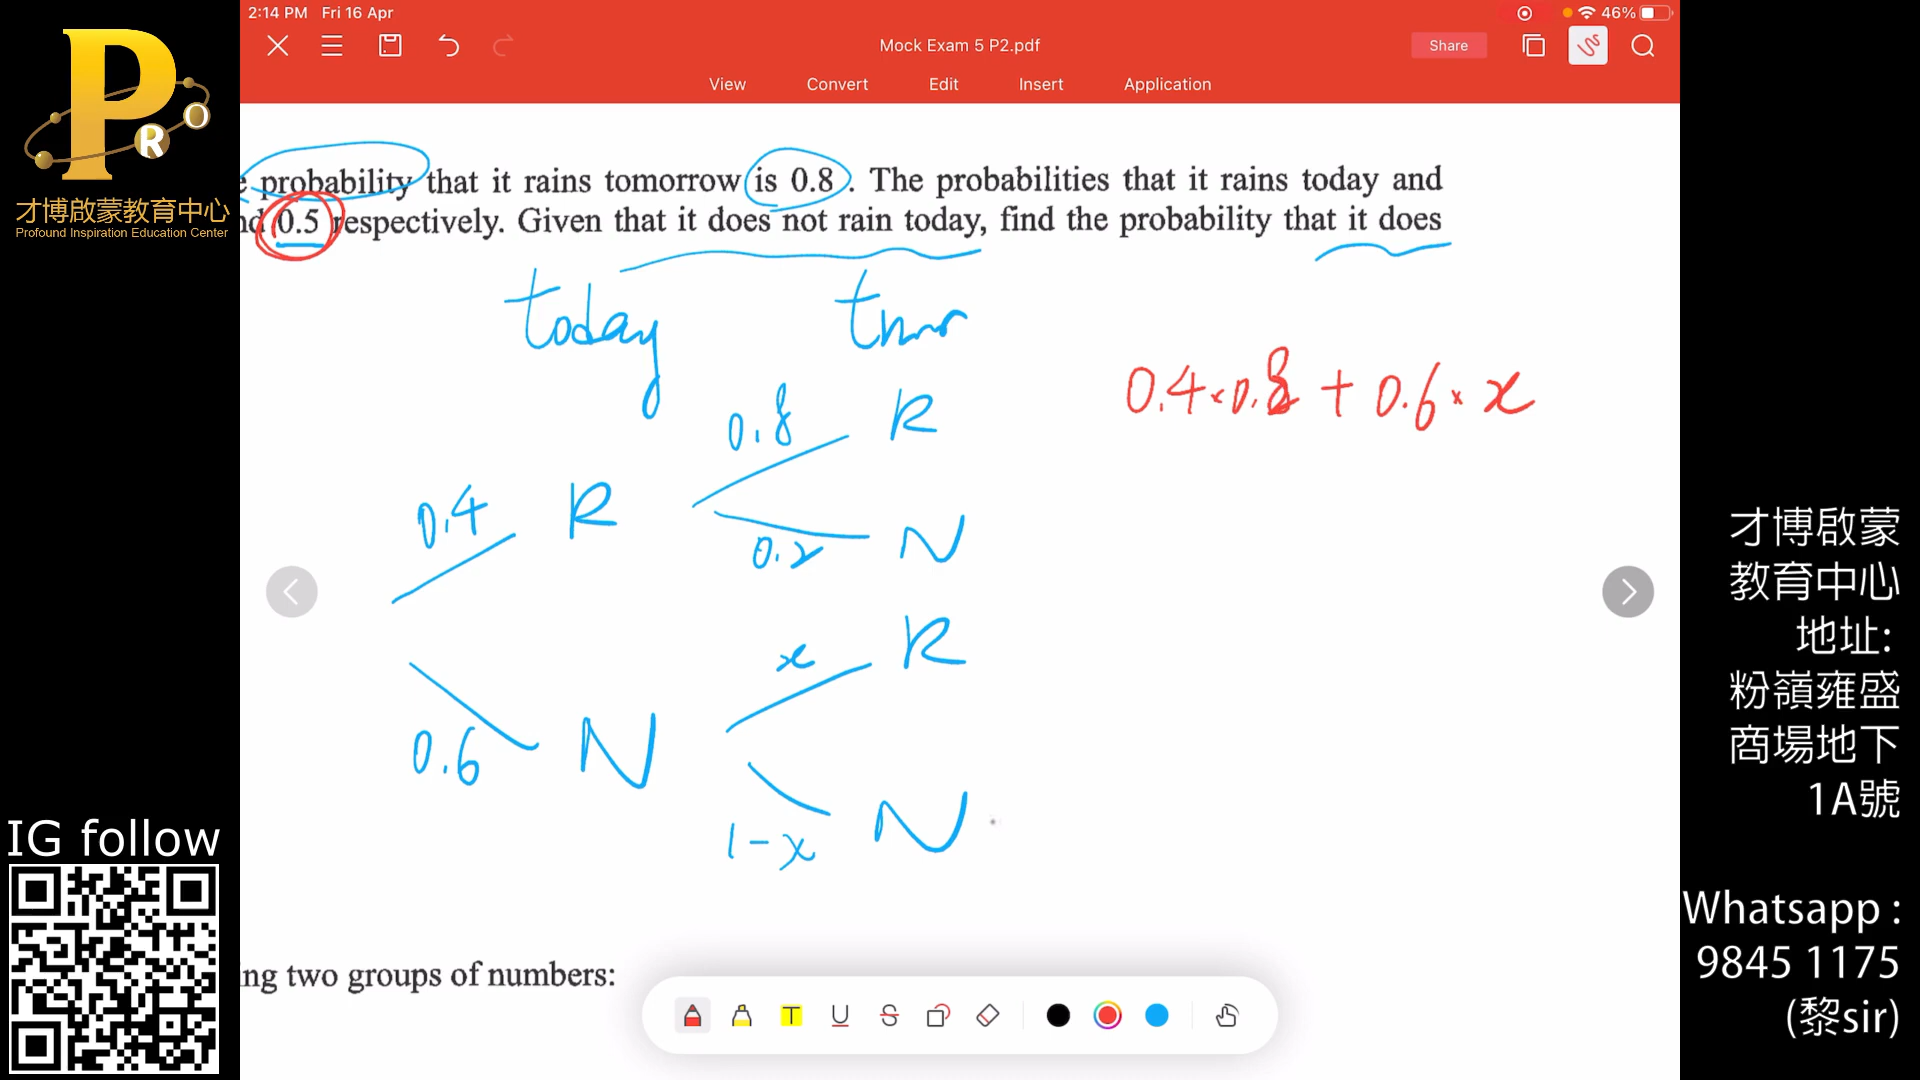 2:14 PM Fri 16 Apr
46%
Mock Exam 5 P2.pdf
Share
View Convert Edit Insert Application
PRO
才博啟蒙教育中心
Profound Inspiration Education Center
e probability that it rains tomorrow is 0.8 . The probabilities that it rains today and
nd 0.5 respectively. Given that it does not rain today, find the probability that it does
today tmr
0.4×0.8 + 0.6 × x
0.8 R
0.4 R
0.2 N
x R
0.6 N
1-x N
ing two groups of numbers:
T U S
IG follow
才博啟蒙
教育中心
地址:
粉嶺雍盛
商場地下
1A號
Whatsapp :
9845 1175
(黎sir)